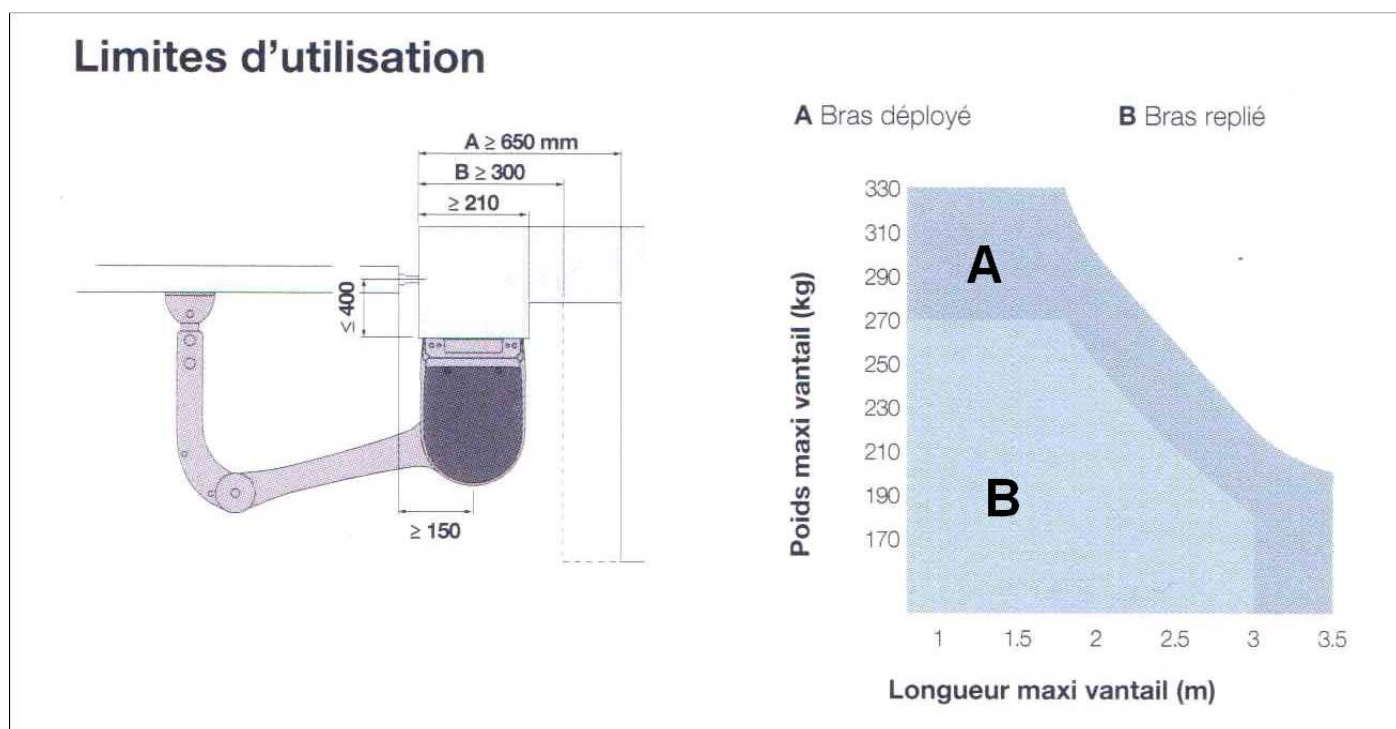 Limites d'utilisation
A ≥ 650 mm
B ≥ 300
≥ 210
≤ 400
≥ 150
A Bras déployé
B Bras replié
Poids maxi vantail (kg)
330
310
290
270
250
230
210
190
170
A
B
1 1.5 2 2.5 3 3.5
Longueur maxi vantail (m)